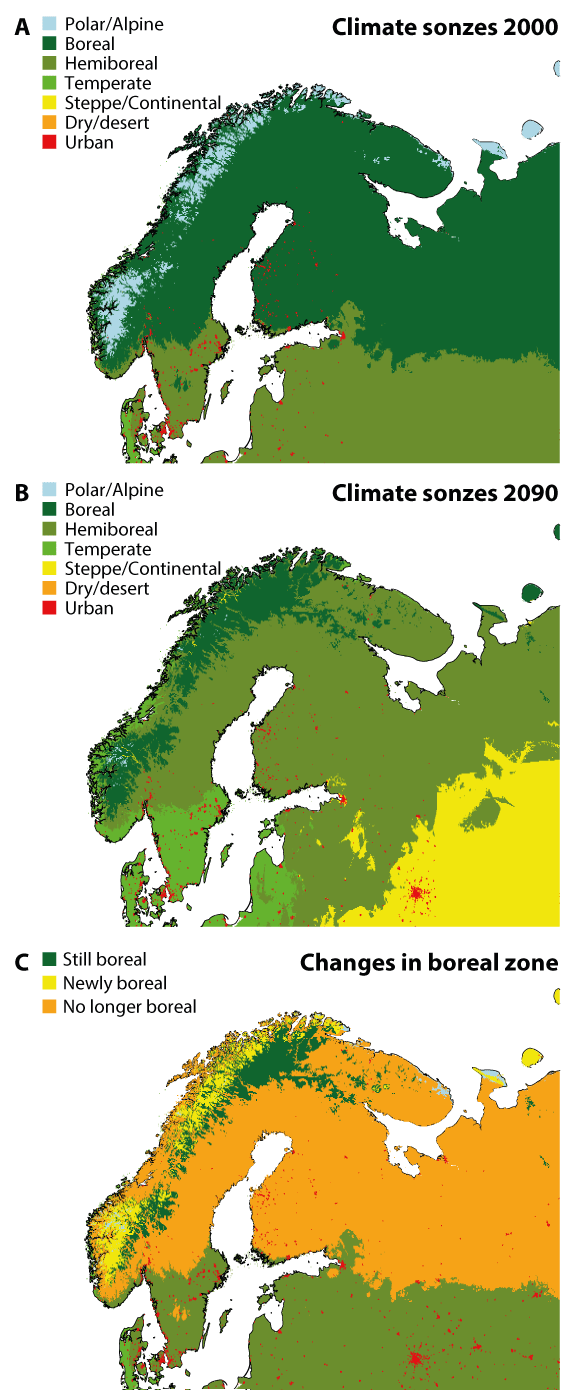 A
Climate sonzes 2000
Polar/Alpine
Boreal
Hemiboreal
Temperate
Steppe/Continental
Dry/desert
Urban
B
Climate sonzes 2090
Polar/Alpine
Boreal
Hemiboreal
Temperate
Steppe/Continental
Dry/desert
Urban
C
Changes in boreal zone
Still boreal
Newly boreal
No longer boreal